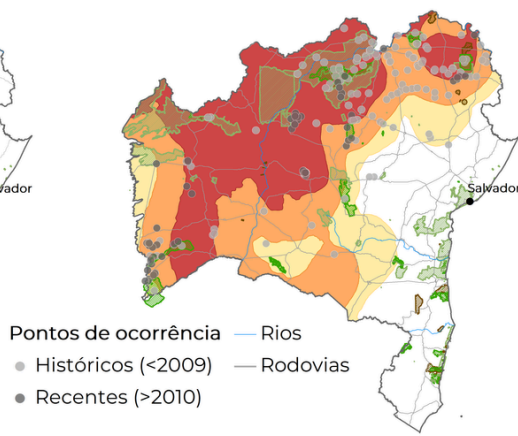 vador
Salvador
Pontos de ocorrência
Rios
Históricos (<2009)
Rodovias
Recentes (>2010)